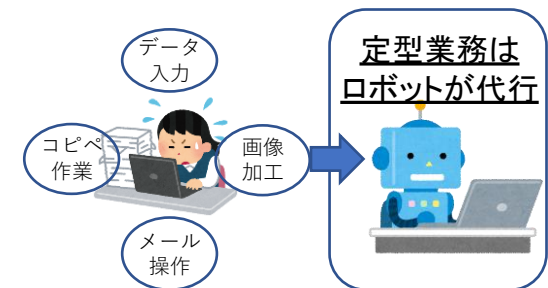 データ
入力
コピペ
作業
画像
加工
メール
操作
定型業務は
ロボットが代行